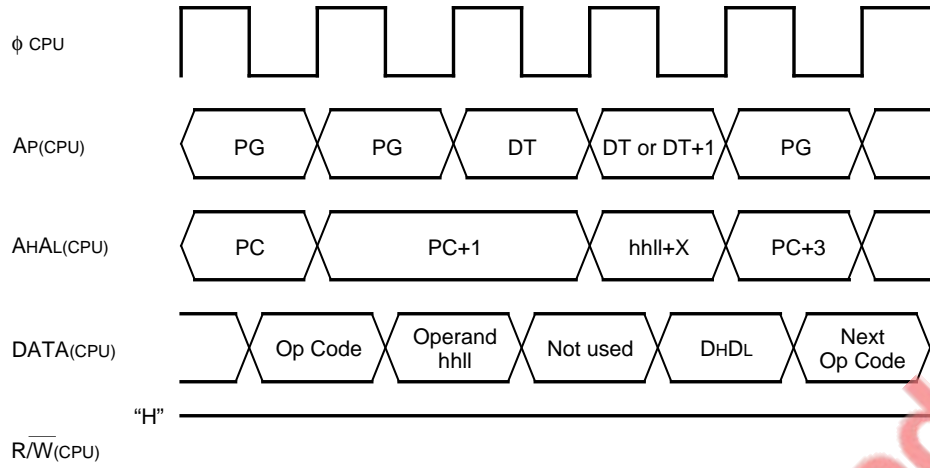 ϕ CPU
AP(CPU)
PG
PG
DT
DT or DT+1
PG
AHAL(CPU)
PC
PC+1
hhll+X
PC+3
DATA(CPU)
Op Code
Operand
hhll
Not used
DHDL
Next
Op Code
“H”
R/W̅(CPU)